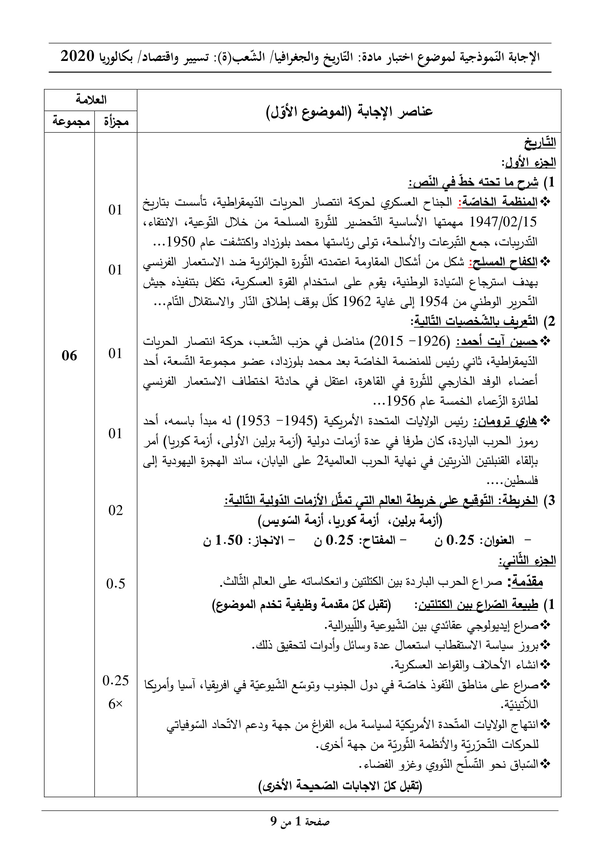 الإجابة النّموذجية لموضوع اختبار مادة: التّاريخ والجغرافيا/ الشّعب(ة): تسيير واقتصاد/ بكالوريا 2020
العلامة
عناصر الإجابة (الموضوع الأوّل)
مجموعة
مجزأة
التّاريخ
الجزء الأول:
1) شرح ما تحته خطّ في النّص:
❖المنظمة الخاصّة: الجناح العسكري لحركة انتصار الحريات الدّيمقراطية، تأسست بتاريخ
1947/02/15 مهمتها الأساسية التّحضير للثّورة المسلحة من خلال التّوعية، الانتقاء،
التّدريبات، جمع التّبرعات والأسلحة، تولى رئاستها محمد بلوزداد واكتشفت عام 1950...
01
❖الكفاح المسلح: شكل من أشكال المقاومة اعتمدته الثّورة الجزائرية ضد الاستعمار الفرنسي
بهدف استرجاع السّيادة الوطنية، يقوم على استخدام القوة العسكرية، تكفل بتنفيذه جيش
التّحرير الوطني من 1954 إلى غاية 1962 كلّل بوقف إطلاق النّار والاستقلال التّام...
01
2) التّعريف بالشّخصيات التّالية:
❖حسين آيت أحمد: (1926- 2015) مناضل في حزب الشّعب، حركة انتصار الحريات
الدّيمقراطية، ثاني رئيس للمنضمة الخاصّة بعد محمد بلوزداد، عضو مجموعة التّسعة، أحد
أعضاء الوفد الخارجي للثّورة في القاهرة، اعتقل في حادثة اختطاف الاستعمار الفرنسي
لطائرة الزّعماء الخمسة عام 1956...
01
06
❖هاري ترومان: رئيس الولايات المتحدة الأمريكية (1945- 1953) له مبدأ باسمه، أحد
رموز الحرب الباردة، كان طرفا في عدة أزمات دولية (أزمة برلين الأولى، أزمة كوريا) أمر
بإلقاء القنبلتين الذريتين في نهاية الحرب العالمية2 على اليابان، ساند الهجرة اليهودية إلى
فلسطين....
01
3) الخريطة: التّوقيع على خريطة العالم التي تمثّل الأزمات الدّولية التّالية:
(أزمة برلين، أزمة كوريا، أزمة السّويس)
02
- العنوان: 0.25 ن - المفتاح: 0.25 ن - الانجاز: 1.50 ن
الجزء الثّاني:
مقدّمة: صراع الحرب الباردة بين الكتلتين وانعكاساته على العالم الثّالث.
0.5
1) طبيعة الصّراع بين الكتلتين: (تقبل كلّ مقدمة وظيفية تخدم الموضوع)
❖صراع إيديولوجي عقائدي بين الشّيوعية واللّيبرالية.
❖بروز سياسة الاستقطاب استعمال عدة وسائل وأدوات لتحقيق ذلك.
❖انشاء الأحلاف والقواعد العسكرية.
❖صراع على مناطق النّفوذ خاصّة في دول الجنوب وتوسّع الشّيوعيّة في افريقيا، آسيا وأمريكا
اللاّتينيّة.
0.25
6×
❖انتهاج الولايات المتّحدة الأمريكيّة لسياسة ملء الفراغ من جهة ودعم الاتّحاد السّوفياتي
للحركات التّحرّريّة والأنظمة الثّوريّة من جهة أخرى.
❖السّباق نحو التّسلّح النّووي وغزو الفضاء.
(تقبل كلّ الاجابات الصّحيحة الأخرى)
صفحة 1 من 9